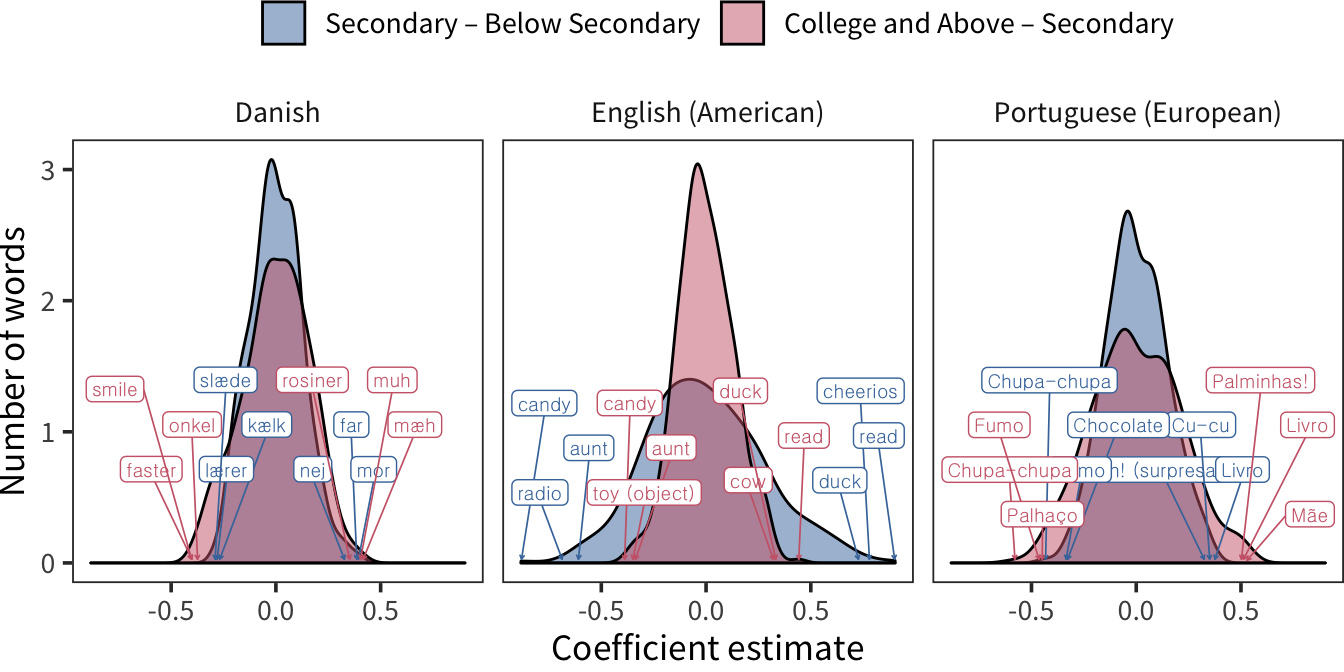 Secondary – Below Secondary
College and Above – Secondary
Danish
English (American)
Portuguese (European)
Number of words
3
2
1
0
smile
slæde
rosiner
muh
onkel
kælk
far
mæh
faster
lærer
nej
mor
candy
candy
duck
cheerios
aunt
aunt
read
read
radio
toy (object)
cow
duck
Chupa-chupa
Palminhas!
Fumo
Chocolate
Cu-cu
Livro
Chupa-chupa
h! (surpresa
Livro
Palhaço
Mãe
-0.5
0.0
0.5
-0.5
0.0
0.5
-0.5
0.0
0.5
Coefficient estimate